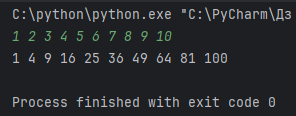 C:\python\python.exe "C:\PyCharm\Дз
1 2 3 4 5 6 7 8 9 10
1 4 9 16 25 36 49 64 81 100
Process finished with exit code 0